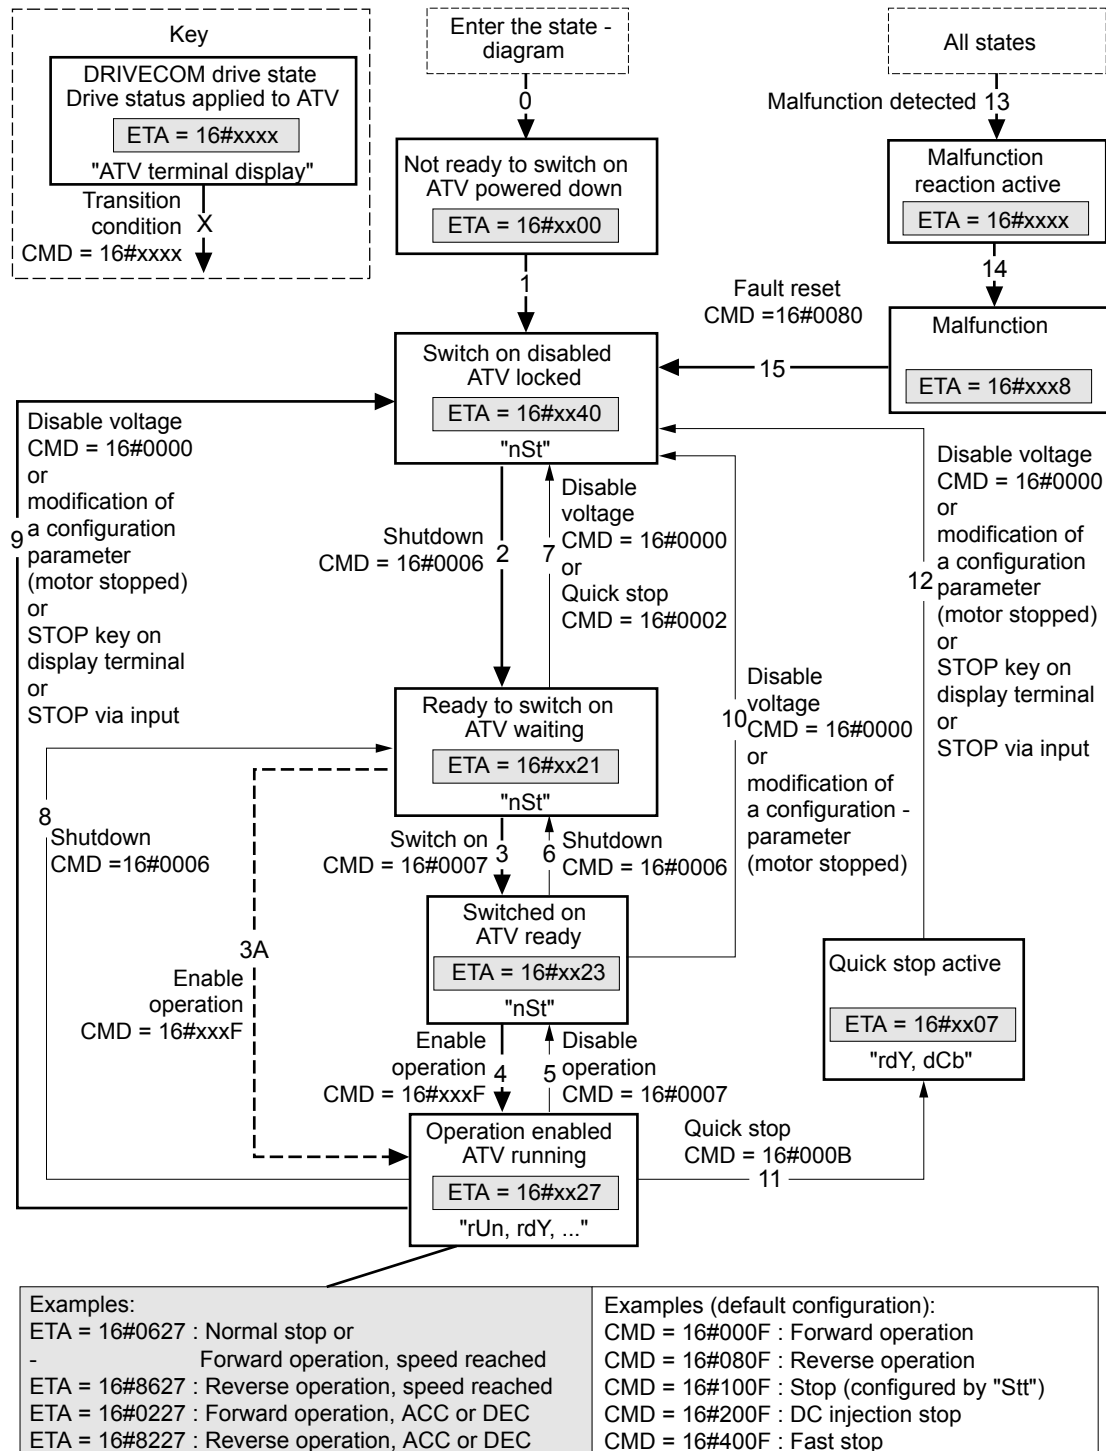 Key
DRIVECOM drive state
Drive status applied to ATV
ETA = 16#xxxx
"ATV terminal display"
Transition
condition
X
CMD = 16#xxxx
Enter the state -
diagram
0
Not ready to switch on
ATV powered down
ETA = 16#xx00
1
All states
Malfunction detected
13
Malfunction
reaction active
ETA = 16#xxxx
14
Malfunction
ETA = 16#xxx8
Fault reset
CMD =16#0080
15
Switch on disabled
ATV locked
ETA = 16#xx40
"nSt"
Disable voltage
CMD = 16#0000
or
modification of
a configuration
parameter
(motor stopped)
or
STOP key on
display terminal
or
STOP via input
9
Shutdown
CMD = 16#0006
2
7
Disable
voltage
CMD = 16#0000
or
Quick stop
CMD = 16#0002
Disable voltage
CMD = 16#0000
or
modification of
a configuration
parameter
(motor stopped)
or
STOP key on
display terminal
or
STOP via input
12
Disable
voltage
CMD = 16#0000
or
modification of
a configuration -
parameter
(motor stopped)
10
Ready to switch on
ATV waiting
ETA = 16#xx21
"nSt"
8
Shutdown
CMD =16#0006
Switch on
CMD = 16#0007
3
6
Shutdown
CMD = 16#0006
Switched on
ATV ready
ETA = 16#xx23
"nSt"
3A
Enable
operation
CMD = 16#xxxF
Quick stop active
ETA = 16#xx07
"rdY, dCb"
Enable
operation
CMD = 16#xxxF
4
5
Disable
operation
CMD = 16#0007
Operation enabled
ATV running
ETA = 16#xx27
"rUn, rdY, ..."
Quick stop
CMD = 16#000B
11
Examples:
ETA = 16#0627 : Normal stop or
- Forward operation, speed reached
ETA = 16#8627 : Reverse operation, speed reached
ETA = 16#0227 : Forward operation, ACC or DEC
ETA = 16#8227 : Reverse operation, ACC or DEC
Examples (default configuration):
CMD = 16#000F : Forward operation
CMD = 16#080F : Reverse operation
CMD = 16#100F : Stop (configured by "Stt")
CMD = 16#200F : DC injection stop
CMD = 16#400F : Fast stop